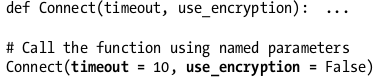 def Connect(timeout, use_encryption):  ...
# Call the function using named parameters
Connect(timeout = 10, use_encryption = False)